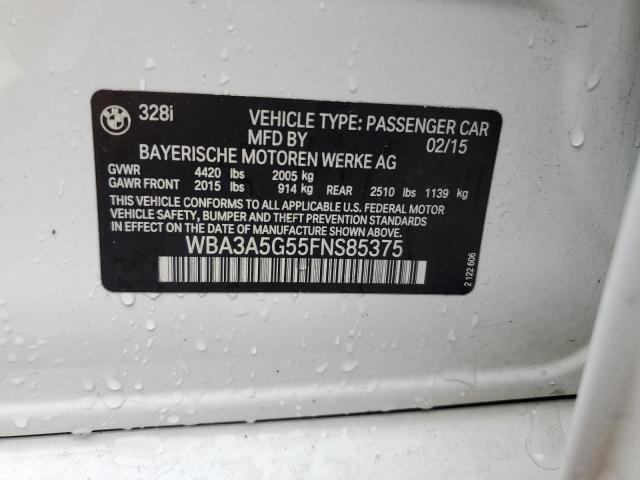 BMW 328i VEHICLE TYPE: PASSENGER CAR
MFD BY 02/15
BAYERISCHE MOTOREN WERKE AG
GVWR 4420 lbs 2005 kg
GAWR FRONT 2015 lbs 914 kg REAR 2510 lbs 1139 kg
THIS VEHICLE CONFORMS TO ALL APPLICABLE U.S. FEDERAL MOTOR
VEHICLE SAFETY, BUMPER, AND THEFT PREVENTION STANDARDS
IN EFFECT ON THE DATE OF MANUFACTURE SHOWN ABOVE.
WBA3A5G55FNS85375
2 122 606